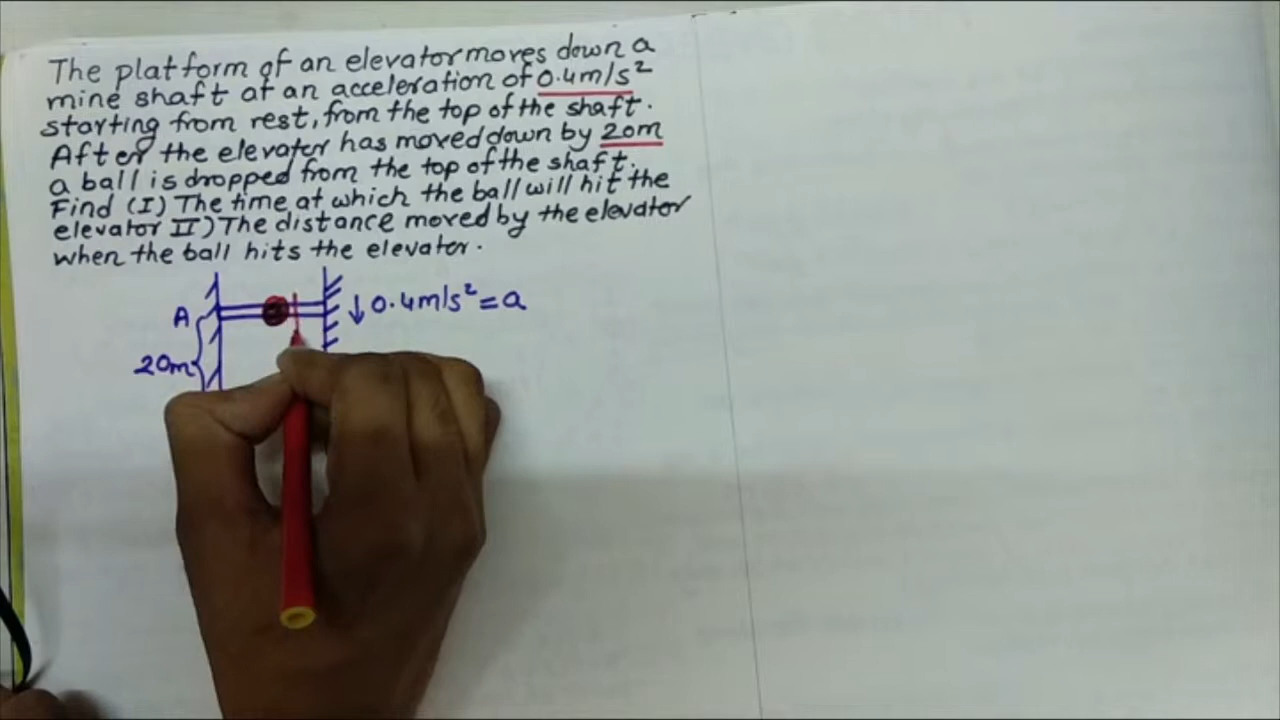 The platform of an elevator moves down a
mine shaft at an acceleration of 0.4m/s²
starting from rest, from the top of the shaft.
After the elevator has moved down by 20m
a ball is dropped from the top of the shaft.
Find (I) The time at which the ball will hit the
elevator II) The distance moved by the elevator
when the ball hits the elevator.
A ↓ 0.4m/s² = a
20m